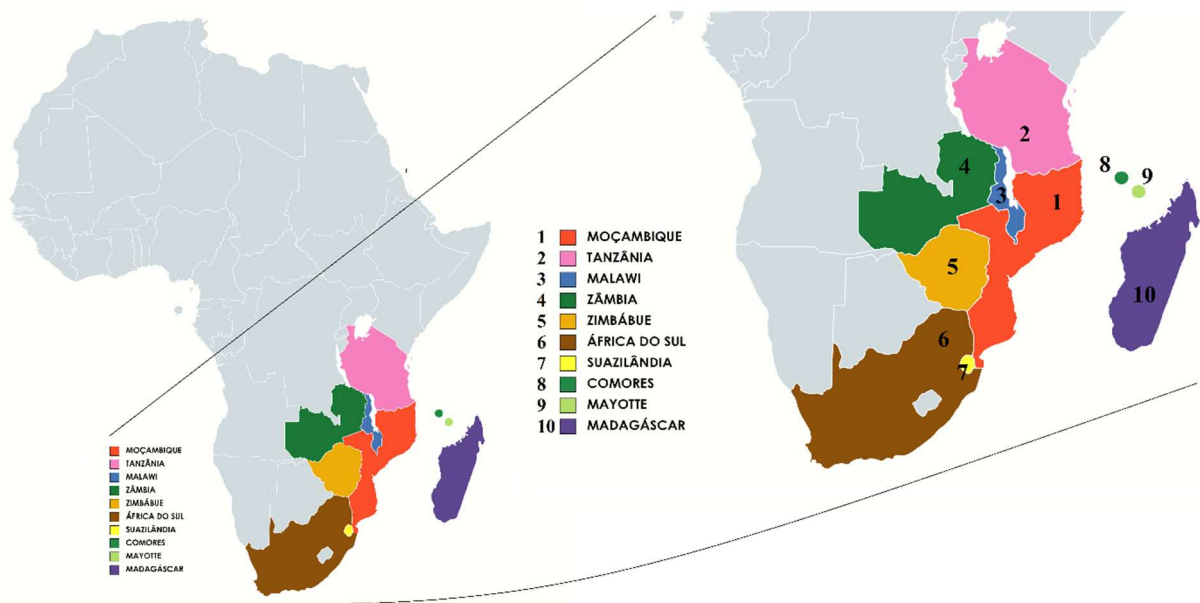 MOÇAMBIQUE
TANZÂNIA
MALAWI
ZÂMBIA
ZIMBÁBUE
ÁFRICA DO SUL
SUAZILÂNDIA
COMORES
MAYOTTE
MADAGÁSCAR
1 MOÇAMBIQUE
2 TANZÂNIA
3 MALAWI
4 ZÂMBIA
5 ZIMBÁBUE
6 ÁFRICA DO SUL
7 SUAZILÂNDIA
8 COMORES
9 MAYOTTE
10 MADAGÁSCAR
2
4
8
9
3
1
5
10
6
7